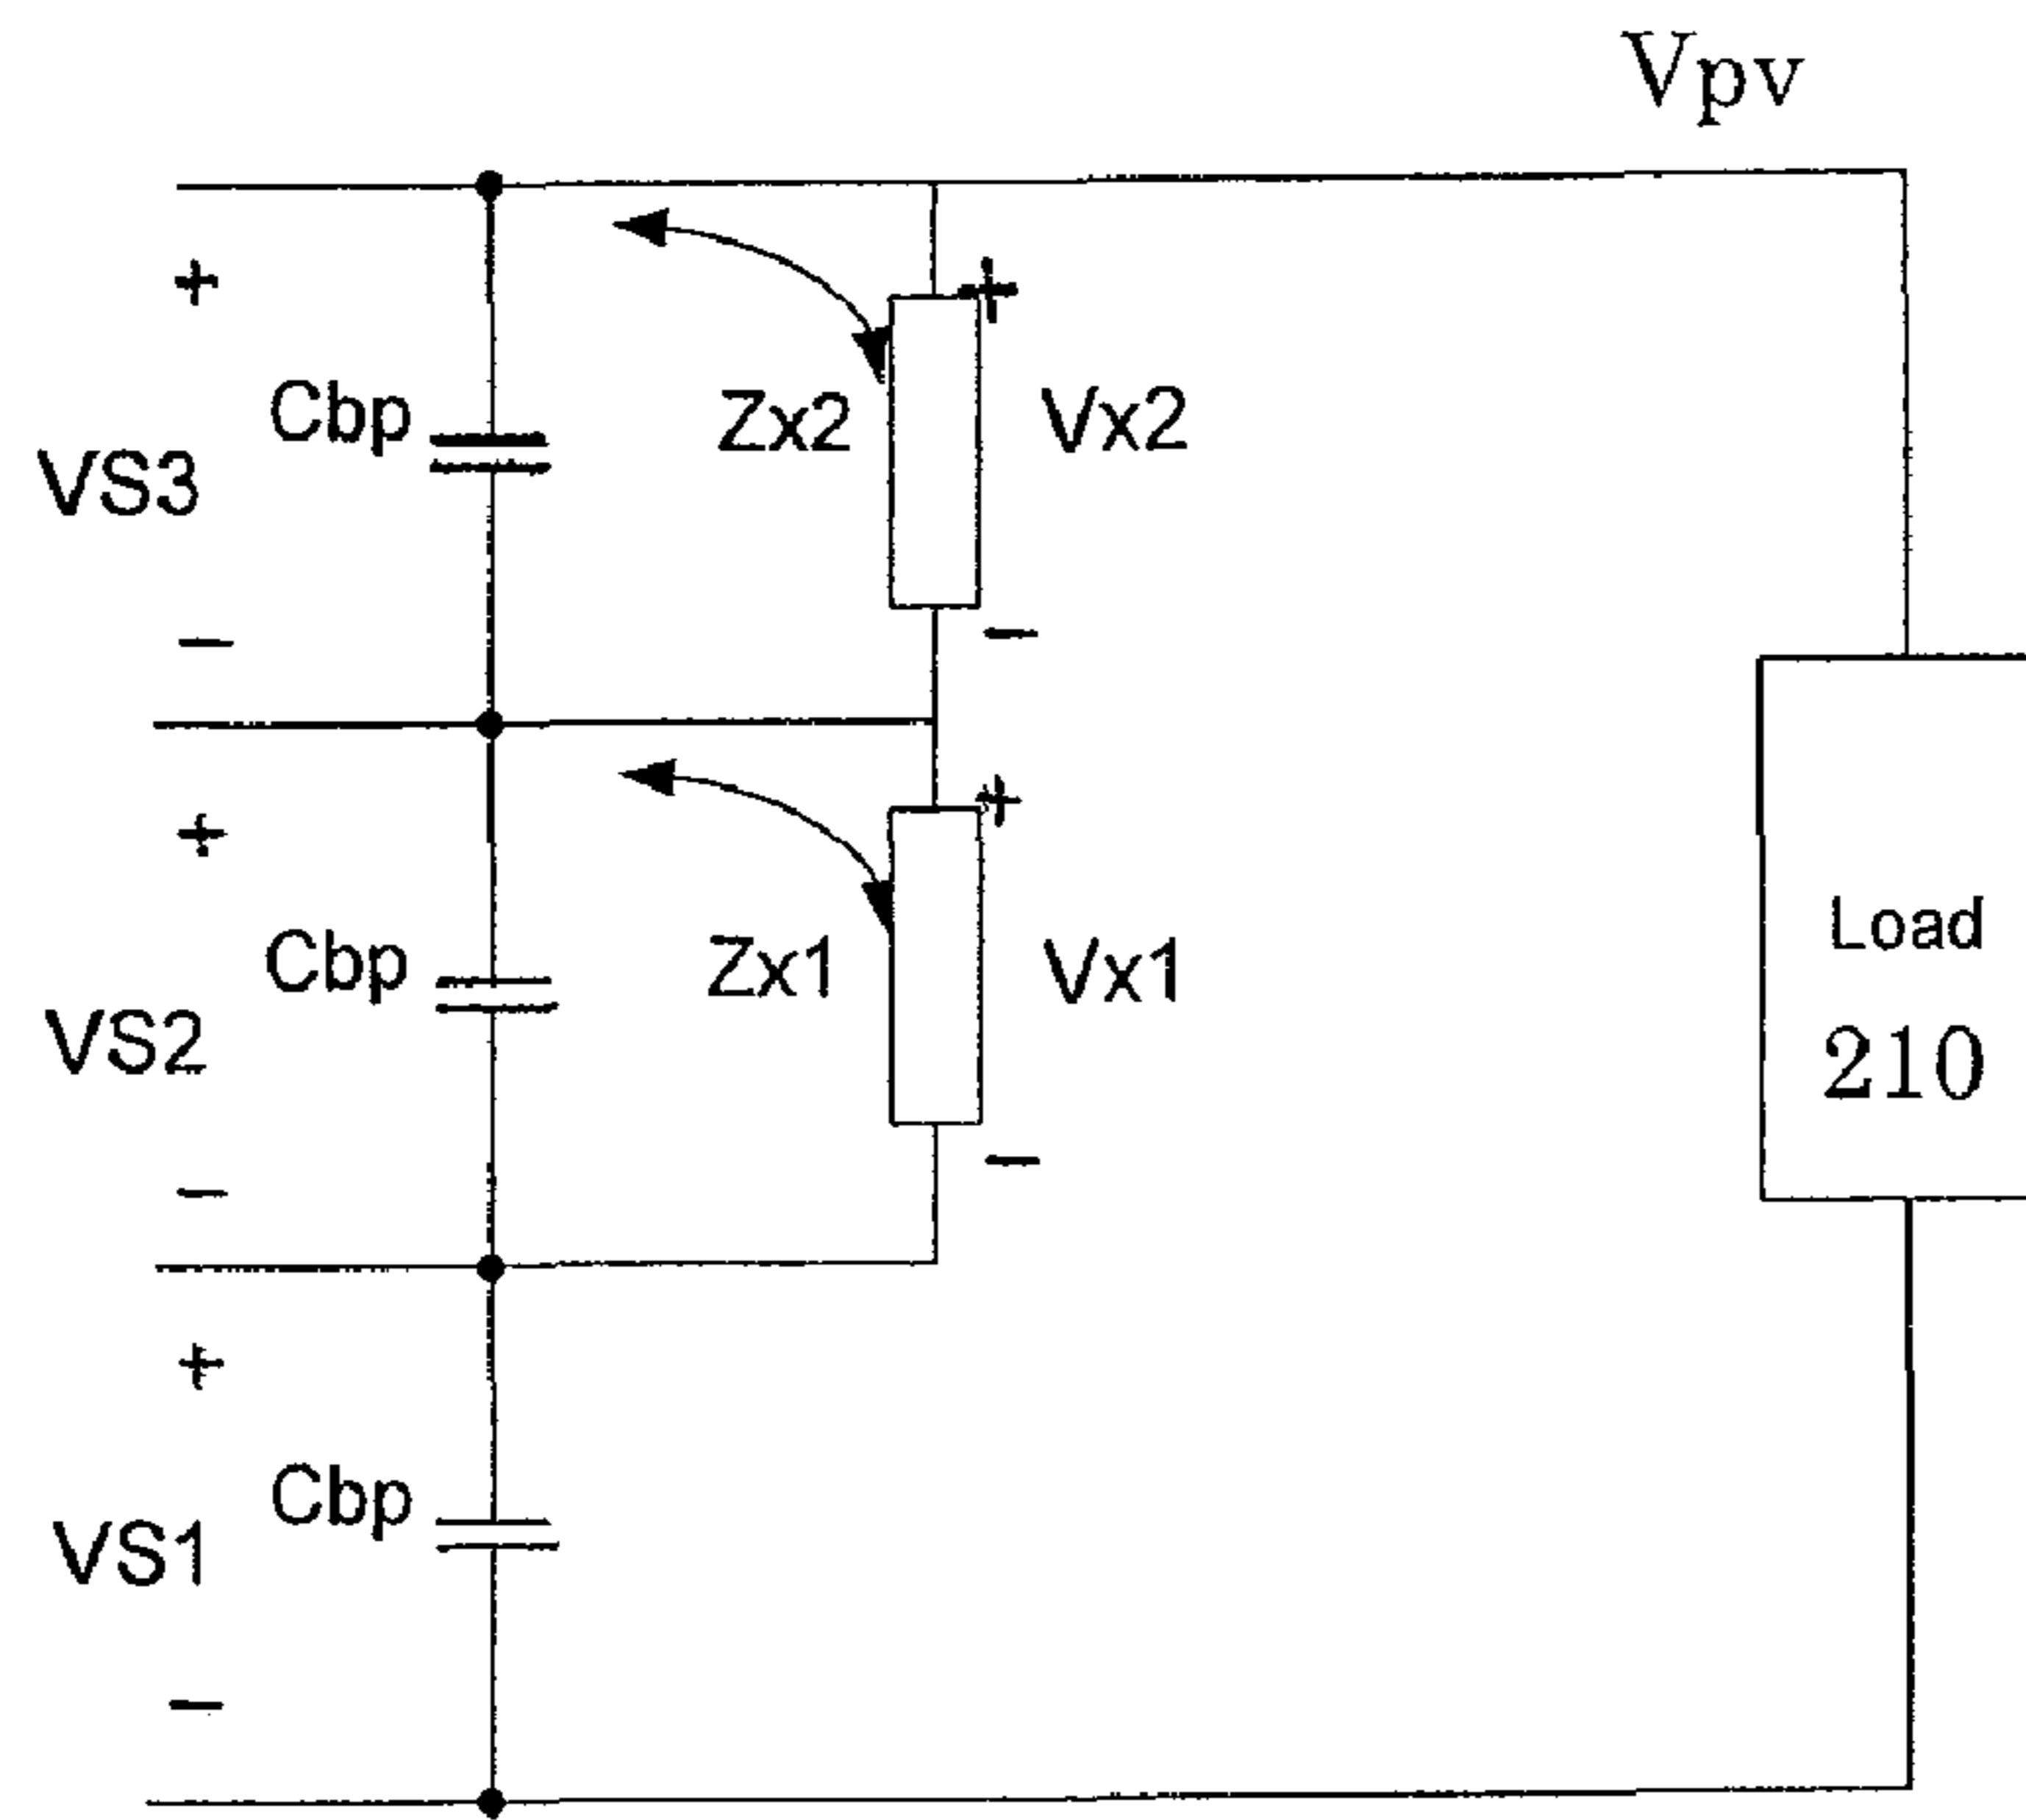 Vpv
+
+
Cbp
Zx2
Vx2
VS3
−
−
+
+
Cbp
Zx1
Vx1
Load
VS2
210
−
−
+
Cbp
VS1
−